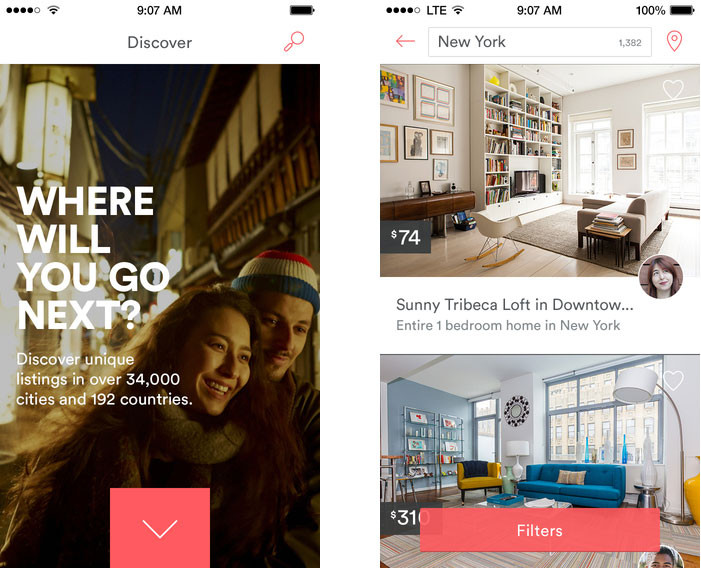 9:07 AM
Discover
WHERE
WILL
YOU GO
NEXT?
Discover unique
listings in over 34,000
cities and 192 countries.
LTE 9:07 AM 100%
New York 1,382
$74
Sunny Tribeca Loft in Downtow...
Entire 1 bedroom home in New York
$310
Filters